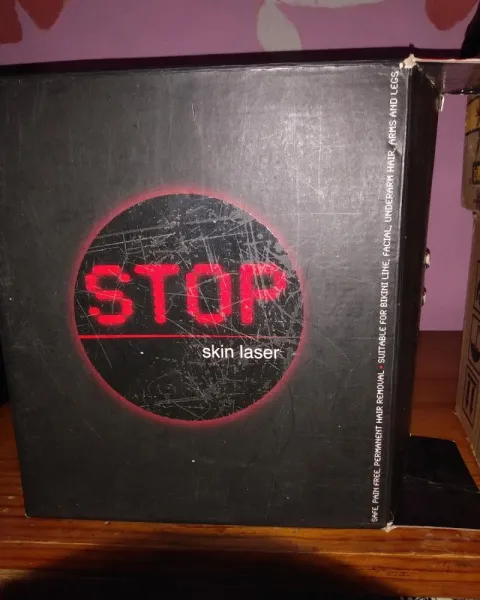 STOP
skin laser
SAFE, PAIN FREE, PERMANENT HAIR REMOVAL • SUITABLE FOR BIKINI LINE, FACIAL, UNDERARM HAIR, ARMS AND LEGS